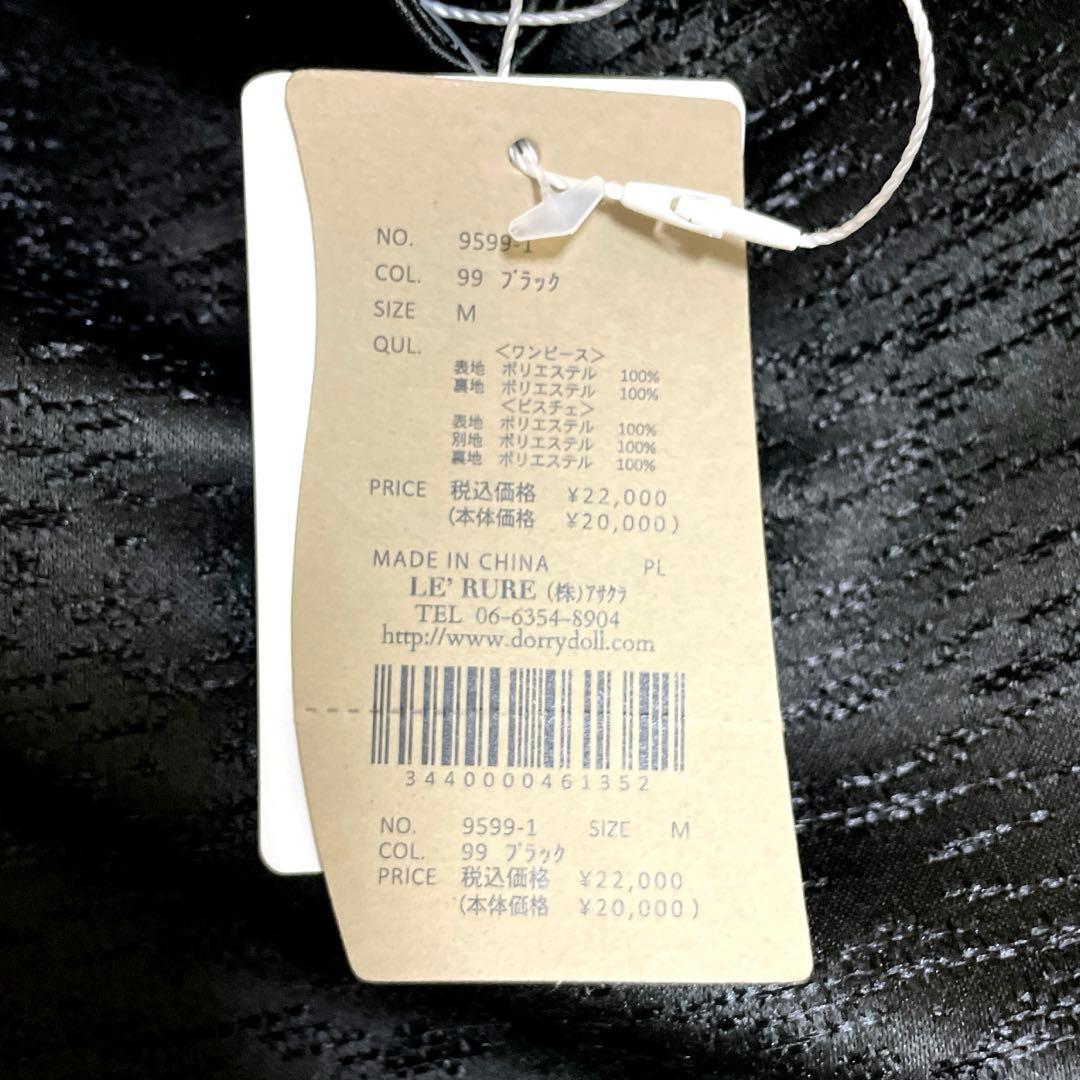 NO. 9599-1
COL. 99 ブラック
SIZE M
QUL. <ワンピース>
表地 ポリエステル 100%
裏地 ポリエステル 100%
<ビスチェ>
表地 ポリエステル 100%
別地 ポリエステル 100%
裏地 ポリエステル 100%
PRICE 税込価格 ¥22,000
(本体価格 ¥20,000)
MADE IN CHINA PL
LE' RURE (株)アサクラ
TEL 06-6354-8904
http://www.dorrydoll.com
3440000461352
NO. 9599-1 SIZE M
COL. 99 ブラック
PRICE 税込価格 ¥22,000
(本体価格 ¥20,000)